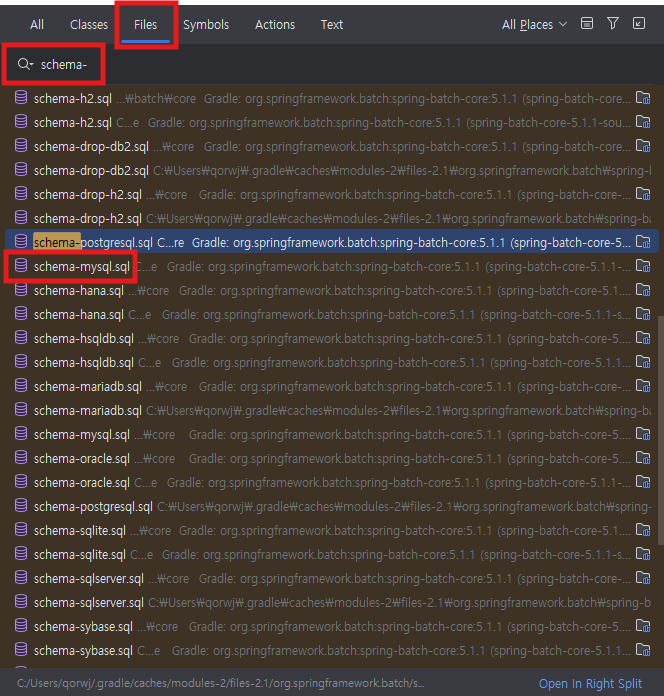 All Classes Files Symbols Actions Text All Places
schema-
schema-h2.sql ...₩batch₩core Gradle: org.springframework.batch:spring-batch-core:5.1.1 (spring-batch-core...
schema-h2.sql C...e Gradle: org.springframework.batch:spring-batch-core:5.1.1 (spring-batch-core-5.1.1-sou...
schema-drop-db2.sql ...₩core Gradle: org.springframework.batch:spring-batch-core:5.1.1 (spring-batch-core...
schema-drop-db2.sql C:₩Users₩qorwj₩.gradle₩caches₩modules-2₩files-2.1₩org.springframework.batch₩spring-b
schema-drop-h2.sql ...₩core Gradle: org.springframework.batch:spring-batch-core:5.1.1 (spring-batch-core-...
schema-drop-h2.sql C:₩Users₩qorwj₩.gradle₩caches₩modules-2₩files-2.1₩org.springframework.batch₩spring-ba
schema-postgresql.sql C...re Gradle: org.springframework.batch:spring-batch-core:5.1.1 (spring-batch-core-5...
schema-mysql.sql C...e Gradle: org.springframework.batch:spring-batch-core:5.1.1 (spring-batch-core-5.1.1-...
schema-hana.sql ...₩core Gradle: org.springframework.batch:spring-batch-core:5.1.1 (spring-batch-core-5.1...
schema-hana.sql C...e Gradle: org.springframework.batch:spring-batch-core:5.1.1 (spring-batch-core-5.1.1-s...
schema-hsqldb.sql ...₩core Gradle: org.springframework.batch:spring-batch-core:5.1.1 (spring-batch-core-5...
schema-hsqldb.sql C...e Gradle: org.springframework.batch:spring-batch-core:5.1.1 (spring-batch-core-5.1.1...
schema-mariadb.sql ...₩core Gradle: org.springframework.batch:spring-batch-core:5.1.1 (spring-batch-core-...
schema-mariadb.sql C:₩Users₩qorwj₩.gradle₩caches₩modules-2₩files-2.1₩org.springframework.batch₩spring-ba
schema-mysql.sql ...₩core Gradle: org.springframework.batch:spring-batch-core:5.1.1 (spring-batch-core-5....
schema-oracle.sql ...₩core Gradle: org.springframework.batch:spring-batch-core:5.1.1 (spring-batch-core-5....
schema-oracle.sql C...e Gradle: org.springframework.batch:spring-batch-core:5.1.1 (spring-batch-core-5.1.1-...
schema-postgresql.sql C:₩Users₩qorwj₩.gradle₩caches₩modules-2₩files-2.1₩org.springframework.batch₩spring-
schema-sqlite.sql ...₩core Gradle: org.springframework.batch:spring-batch-core:5.1.1 (spring-batch-core-5.1...
schema-sqlite.sql C...e Gradle: org.springframework.batch:spring-batch-core:5.1.1 (spring-batch-core-5.1.1-s...
schema-sqlserver.sql ...₩core Gradle: org.springframework.batch:spring-batch-core:5.1.1 (spring-batch-core...
schema-sqlserver.sql C:₩Users₩qorwj₩.gradle₩caches₩modules-2₩files-2.1₩org.springframework.batch₩spring-b
schema-sybase.sql ...₩core Gradle: org.springframework.batch:spring-batch-core:5.1.1 (spring-batch-core-5...
schema-sybase.sql C...e Gradle: org.springframework.batch:spring-batch-core:5.1.1 (spring-batch-core-5.1.1...
C:/Users/qorwj/.gradle/caches/modules-2/files-2.1/org.springframework.batch/s... Open In Right Split